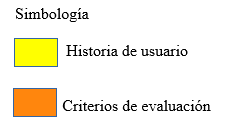 Simbología
Historia de usuario
Criterios de evaluación